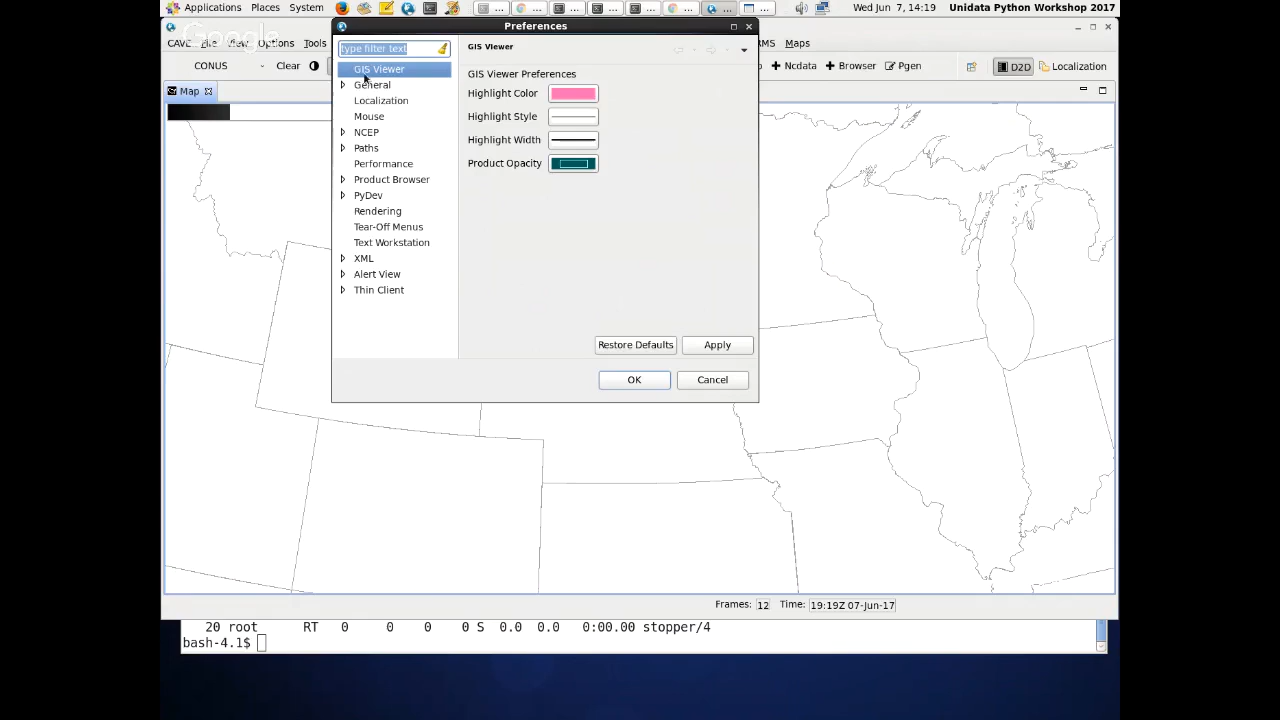 Applications Places System
... ... ... ... ... ... ...
Wed Jun 7, 14:19
Unidata Python Workshop 2017
Preferences
Google
CAVE File View Options Tools
MRMS Maps
CONUS Clear
Ncdata Browser Pgen D2D Localization
Map
type filter text
GIS Viewer
General
Localization
Mouse
NCEP
Paths
Performance
Product Browser
PyDev
Rendering
Tear-Off Menus
Text Workstation
XML
Alert View
Thin Client
GIS Viewer
GIS Viewer Preferences
Highlight Color
Highlight Style
Highlight Width
Product Opacity
Restore Defaults Apply
OK Cancel
Frames: 12 Time: 19:19Z 07-Jun-17
20 root RT 0 0 0 0 S 0.0 0.0 0:00.00 stopper/4
bash-4.1$